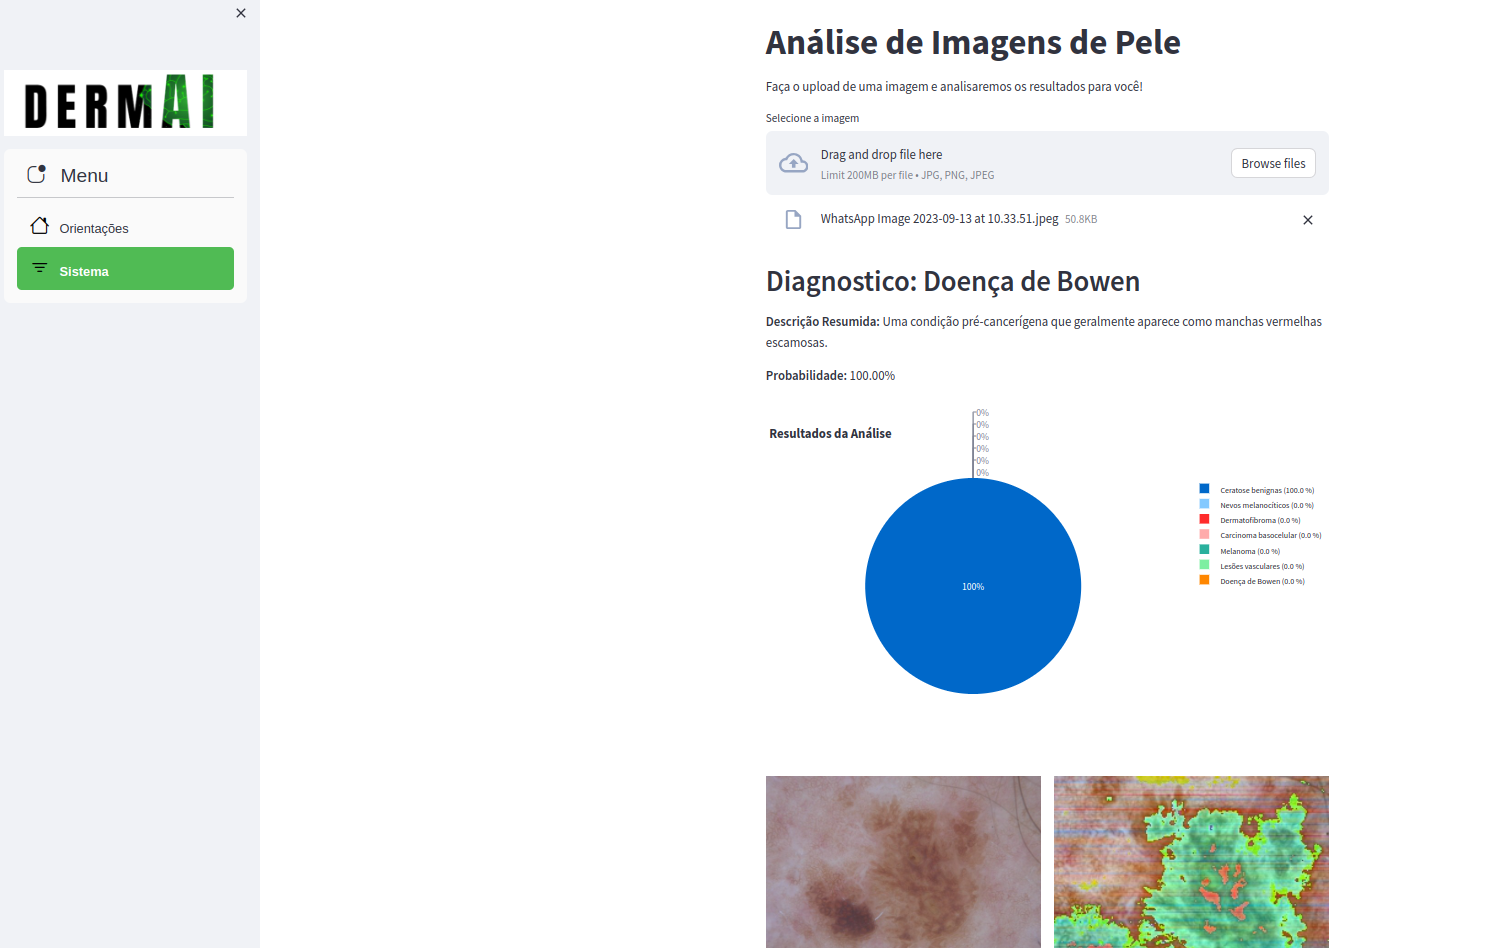 ×
DERMAI
Menu
Orientações
Sistema
Análise de Imagens de Pele
Faça o upload de uma imagem e analisaremos os resultados para você!
Selecione a imagem
Drag and drop file here
Limit 200MB per file • JPG, PNG, JPEG
Browse files
WhatsApp Image 2023-09-13 at 10.33.51.jpeg 50.8KB
×
Diagnostico: Doença de Bowen
Descrição Resumida: Uma condição pré-cancerígena que geralmente aparece como manchas vermelhas
escamosas.
Probabilidade: 100.00%
Resultados da Análise
0%
0%
0%
0%
0%
0%
100%
Ceratose benignas (100.0 %)
Nevos melanocíticos (0.0 %)
Dermatofibroma (0.0 %)
Carcinoma basocelular (0.0 %)
Melanoma (0.0 %)
Lesões vasculares (0.0 %)
Doença de Bowen (0.0 %)